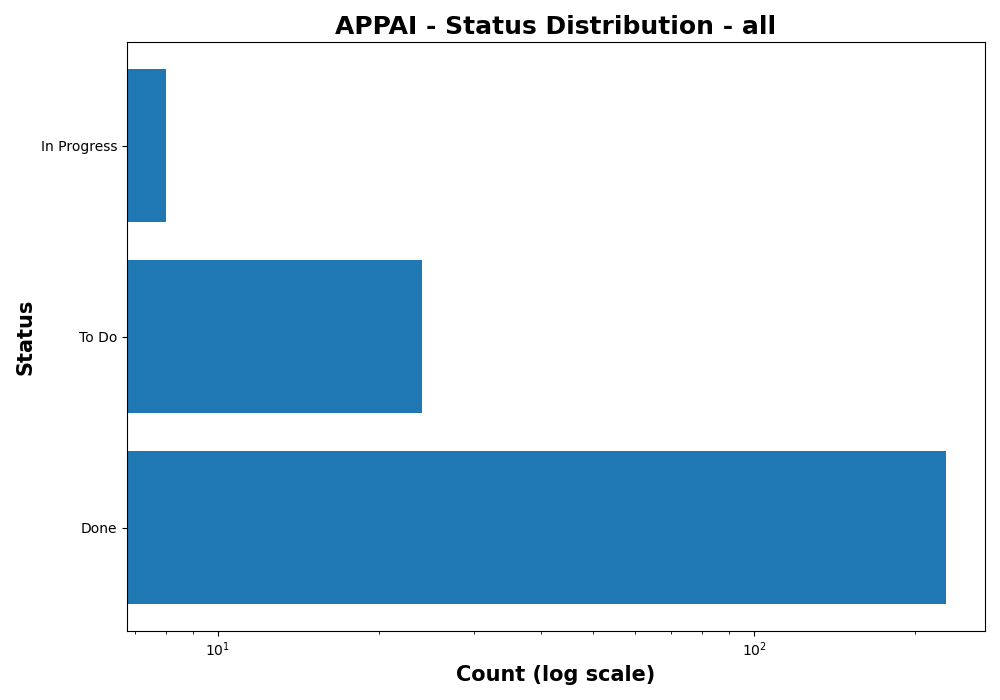 APPAI - Status Distribution - all
In Progress
To Do
Done
Status
10¹
10²
Count (log scale)